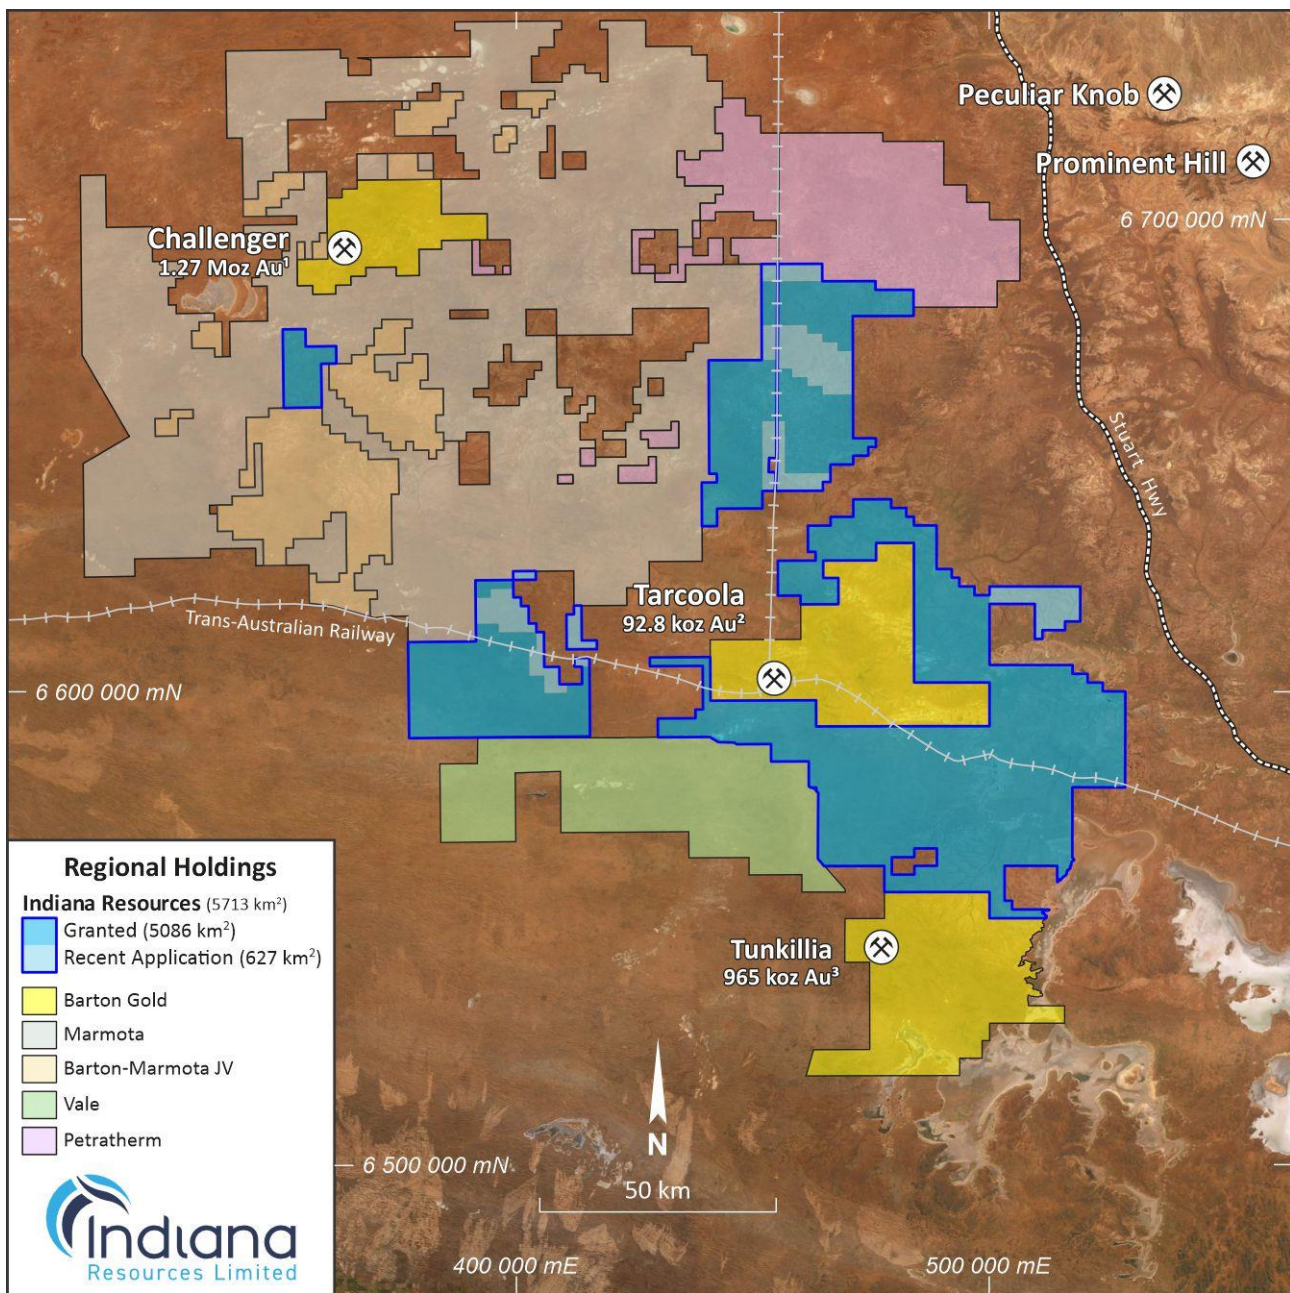 Peculiar Knob
Prominent Hill
6 700 000 mN
Challenger
1.27 Moz Au¹
Stuart Hwy
Tarcoola
92.8 koz Au²
Trans-Australian Railway
6 600 000 mN
Regional Holdings
Indiana Resources (5713 km²)
Granted (5086 km²)
Recent Application (627 km²)
Barton Gold
Marmota
Barton-Marmota JV
Vale
Petratherm
Tunkillia
965 koz Au³
N
6 500 000 mN
50 km
Indiana
Resources Limited
400 000 mE
500 000 mE